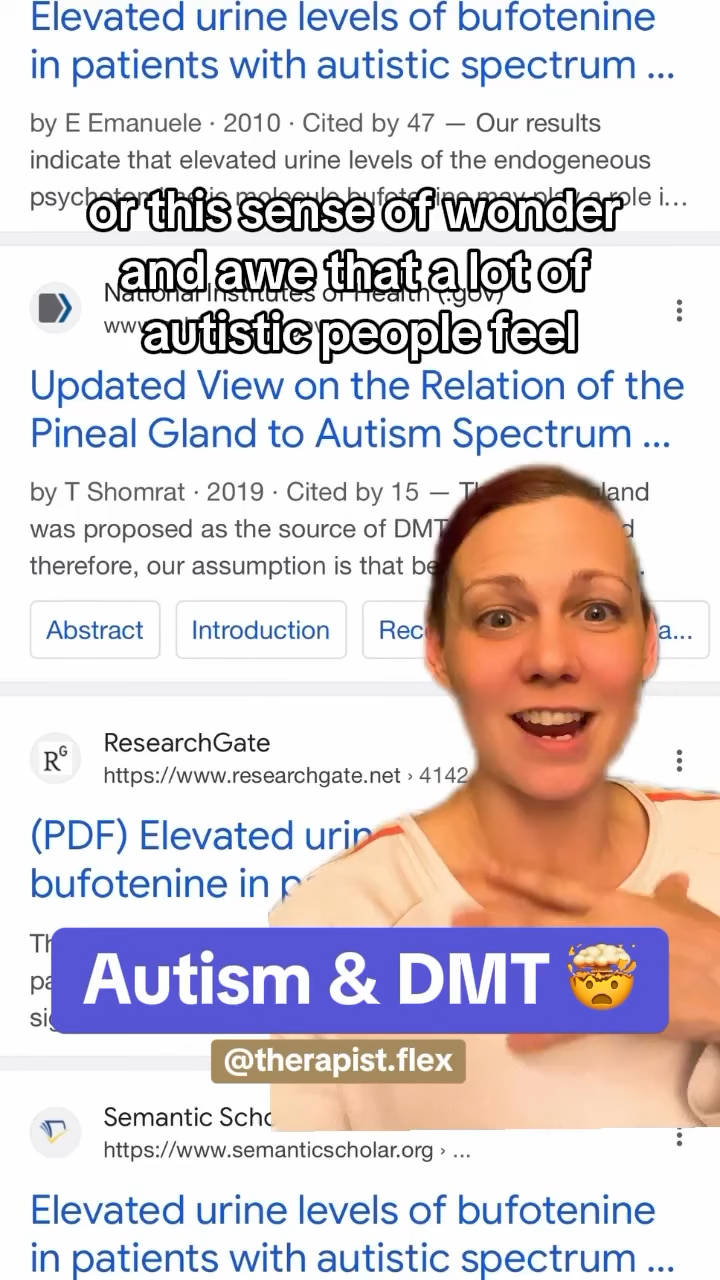 Elevated urine levels of bufotenine
in patients with autistic spectrum ...
by E Emanuele · 2010 · Cited by 47 — Our results
indicate that elevated urine levels of the endogeneous
or this sense of wonder
and awe that a lot of
National Institutes of Health (.gov)
autistic people feel
Updated View on the Relation of the
Pineal Gland to Autism Spectrum ...
by T Shomrat · 2019 · Cited by 15 —
was proposed as the source of DMT
therefore, our assumption is that
Abstract
Introduction
ResearchGate
https://www.researchgate.net › 4142
(PDF) Elevated
bufotenine in
Autism & DMT 🤯
@therapist.flex
Semantic
https://www.semanticscholar.org › ...
Elevated urine levels of bufotenine
in patients with autistic spectrum ...